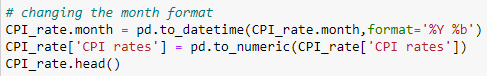 # changing the month format
CPI_rate.month = pd.to_datetime(CPI_rate.month,format='%Y %b')
CPI_rate['CPI rates'] = pd.to_numeric(CPI_rate['CPI rates'])
CPI_rate.head()